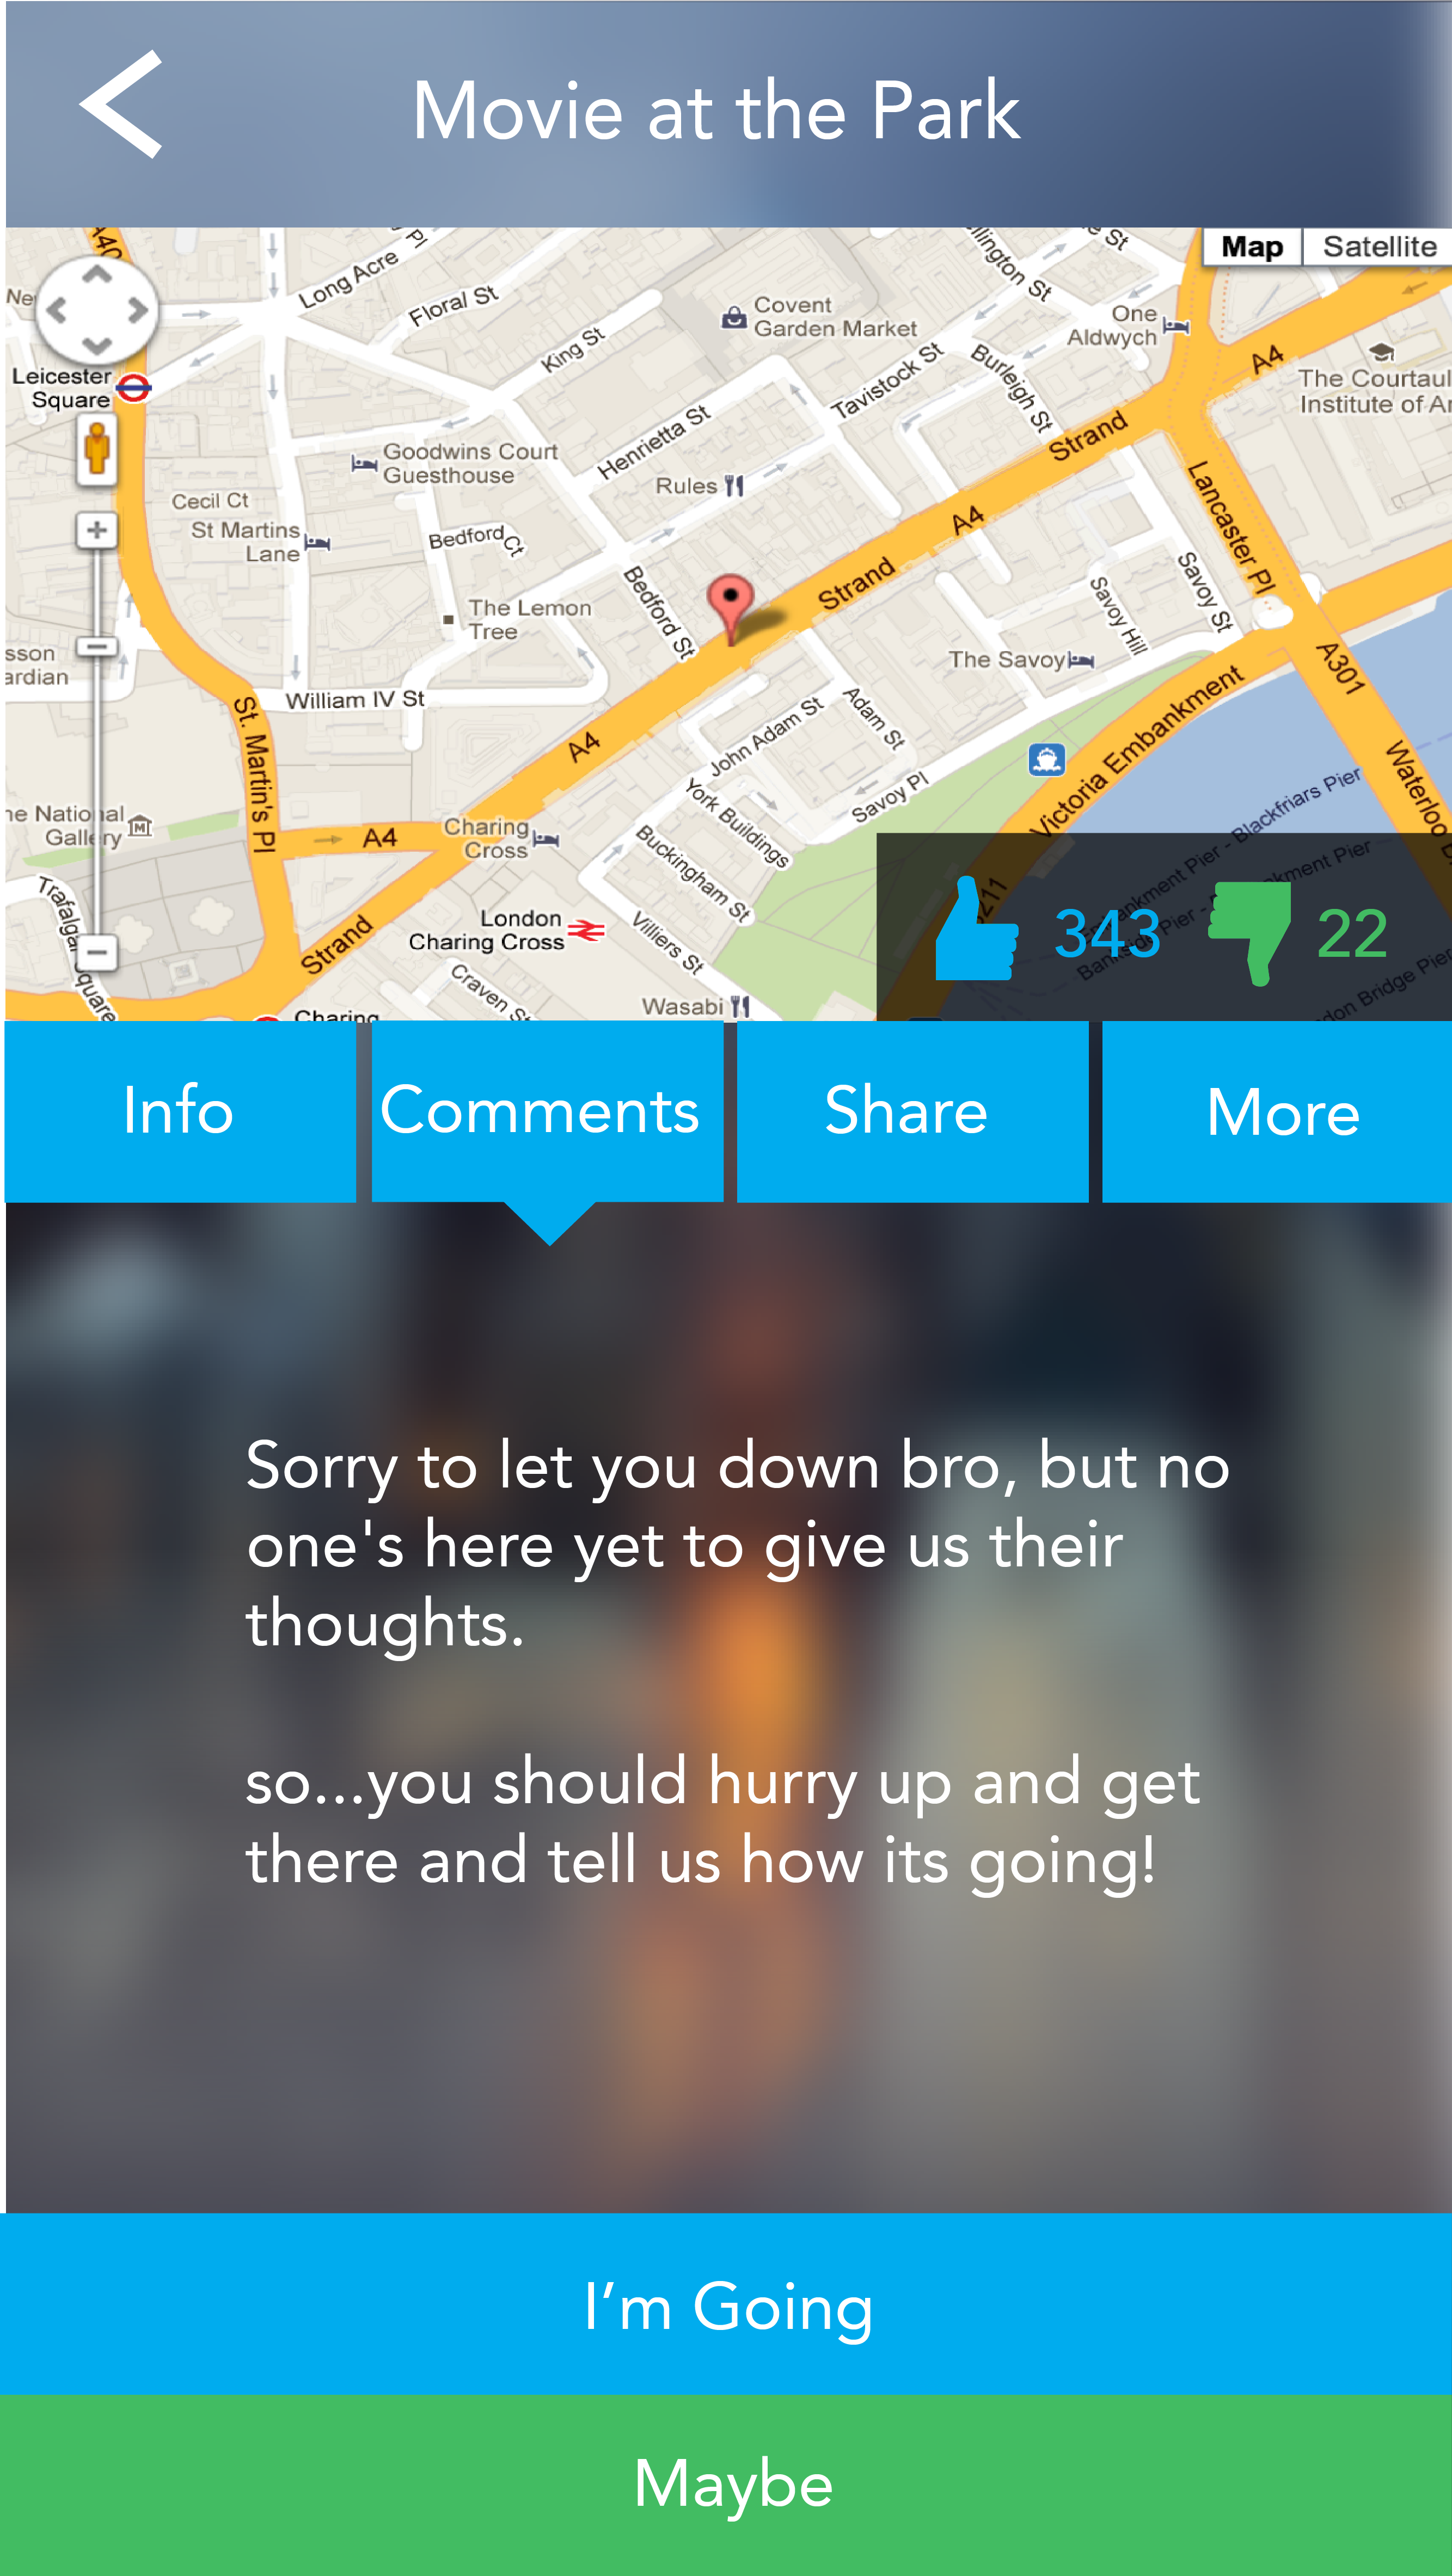 Movie at the Park
Map
Satellite
A40
Long Acre
Floral St
King St
Covent
Garden Market
One
Aldwych
A4
Leicester
Square
Tavistock St
Burleigh St
The Courtaul
Institute of Ar
Henrietta St
Strand
Goodwins Court
Guesthouse
Rules
Lancaster Pl
Cecil Ct
St Martins
Lane
Bedford Ct
A4
Bedford St
Strand
Savoy St
Savoy Hill
The Lemon
Tree
The Savoy
A301
William IV St
St. Martin's Pl
Adam St
John Adam St
A4
Victoria Embankment
Savoy Pl
York Buildings
Blackfriars Pier
Waterloo
he National
Gallery
A4
Charing
Cross
Buckingham St
London
Charing Cross
Villiers St
Strand
Craven St
Wasabi
Charing
343
22
Info
Comments
Share
More
Sorry to let you down bro, but no
one's here yet to give us their
thoughts.
so...you should hurry up and get
there and tell us how its going!
I’m Going
Maybe